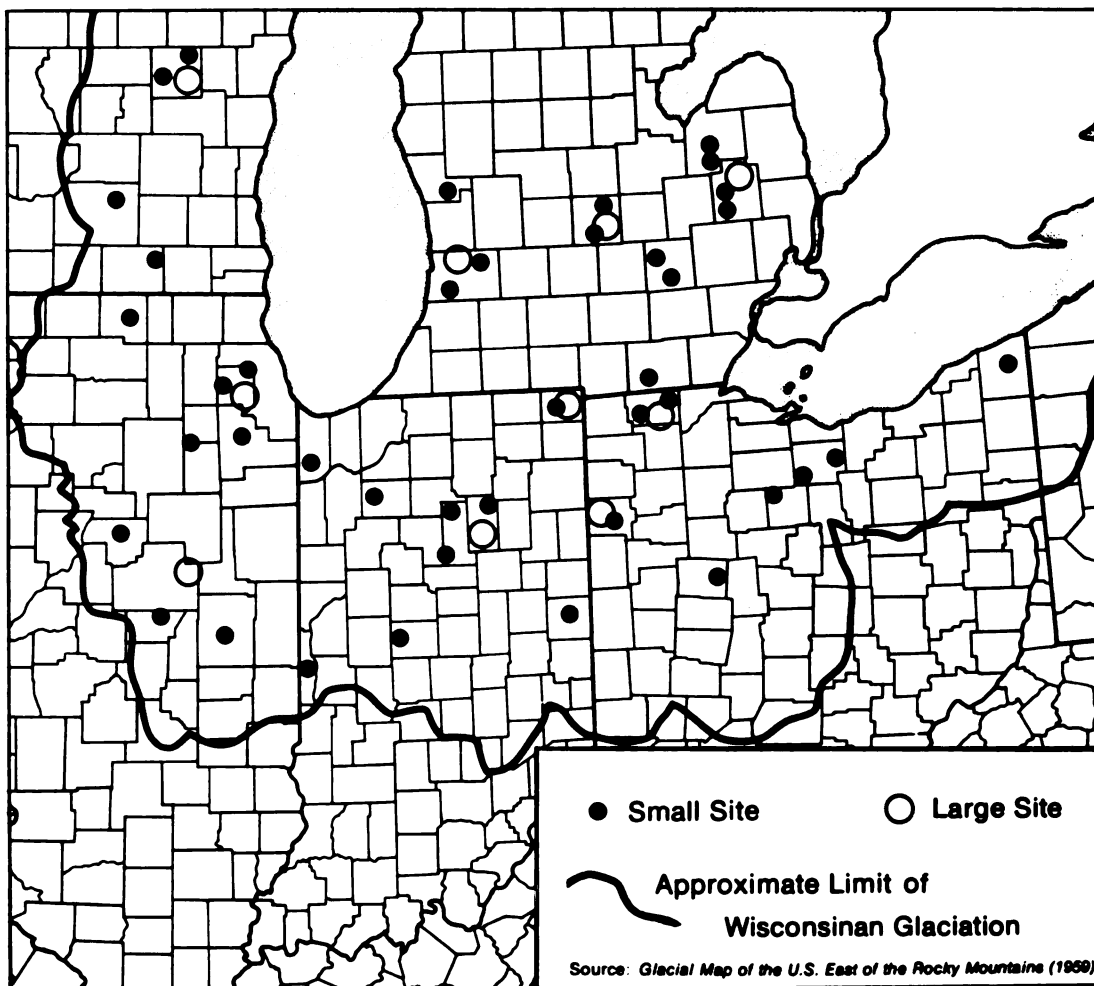 Small Site
Large Site
Approximate Limit of
Wisconsinan Glaciation
Source: Glacial Map of the U.S. East of the Rocky Mountains (1959)